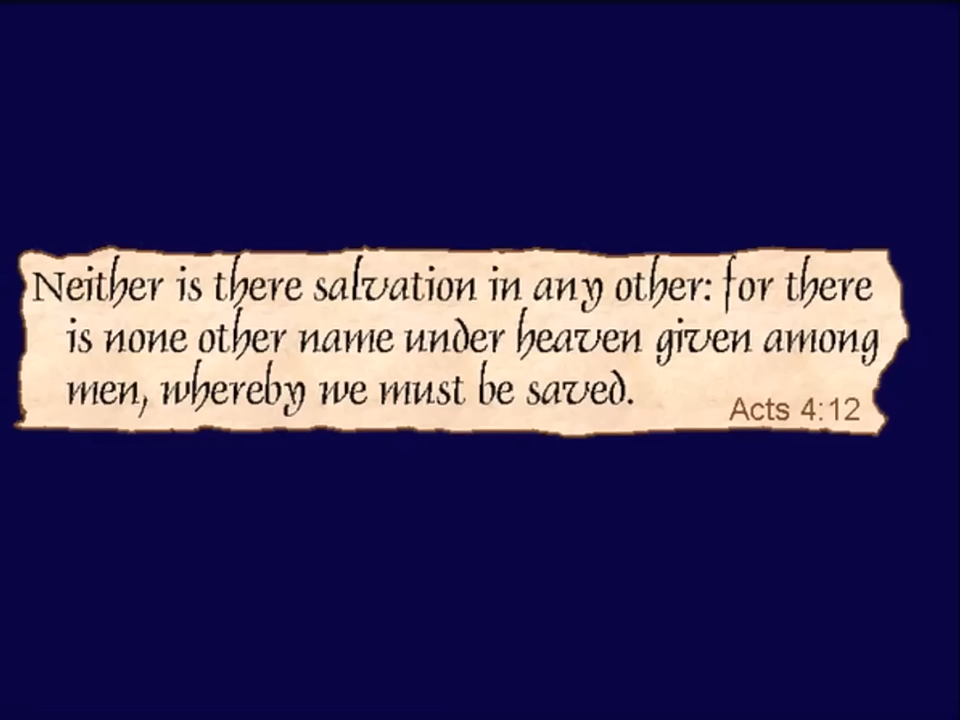 Neither is there salvation in any other: for there
is none other name under heaven given among
men, whereby we must be saved.
Acts 4:12